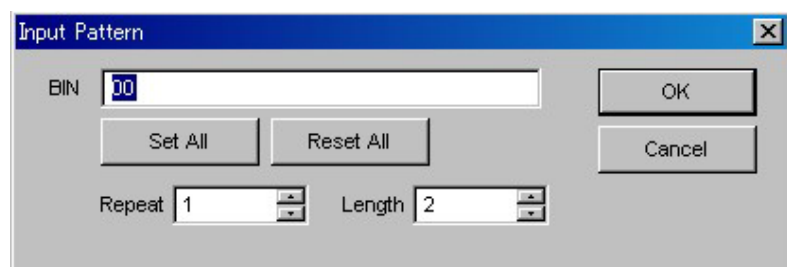 Input Pattern
BIN 00 OK
Set All Reset All Cancel
Repeat 1 Length 2